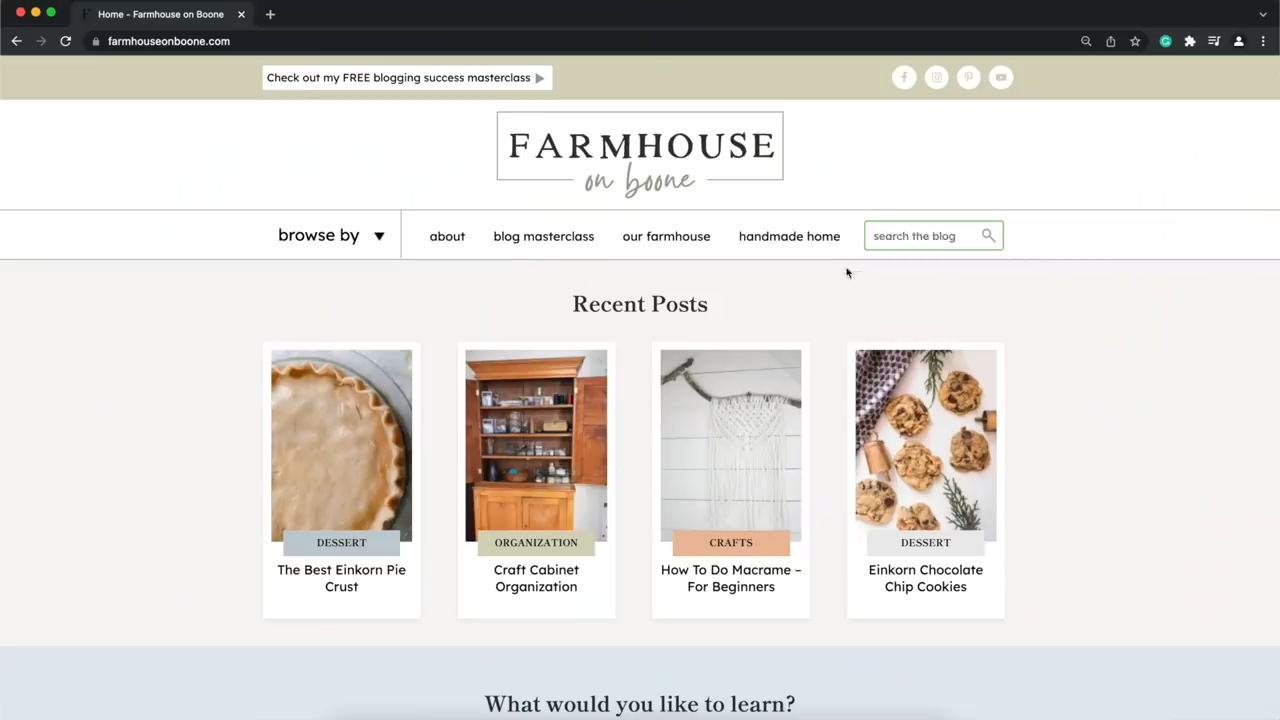 Home - Farmhouse on Boone
farmhouseonboone.com
Check out my FREE blogging success masterclass
FARMHOUSE
on boone
browse by
about
blog masterclass
our farmhouse
handmade home
search the blog
Recent Posts
DESSERT
The Best Einkorn Pie
Crust
ORGANIZATION
Craft Cabinet
Organization
CRAFTS
How To Do Macrame –
For Beginners
DESSERT
Einkorn Chocolate
Chip Cookies
What would you like to learn?